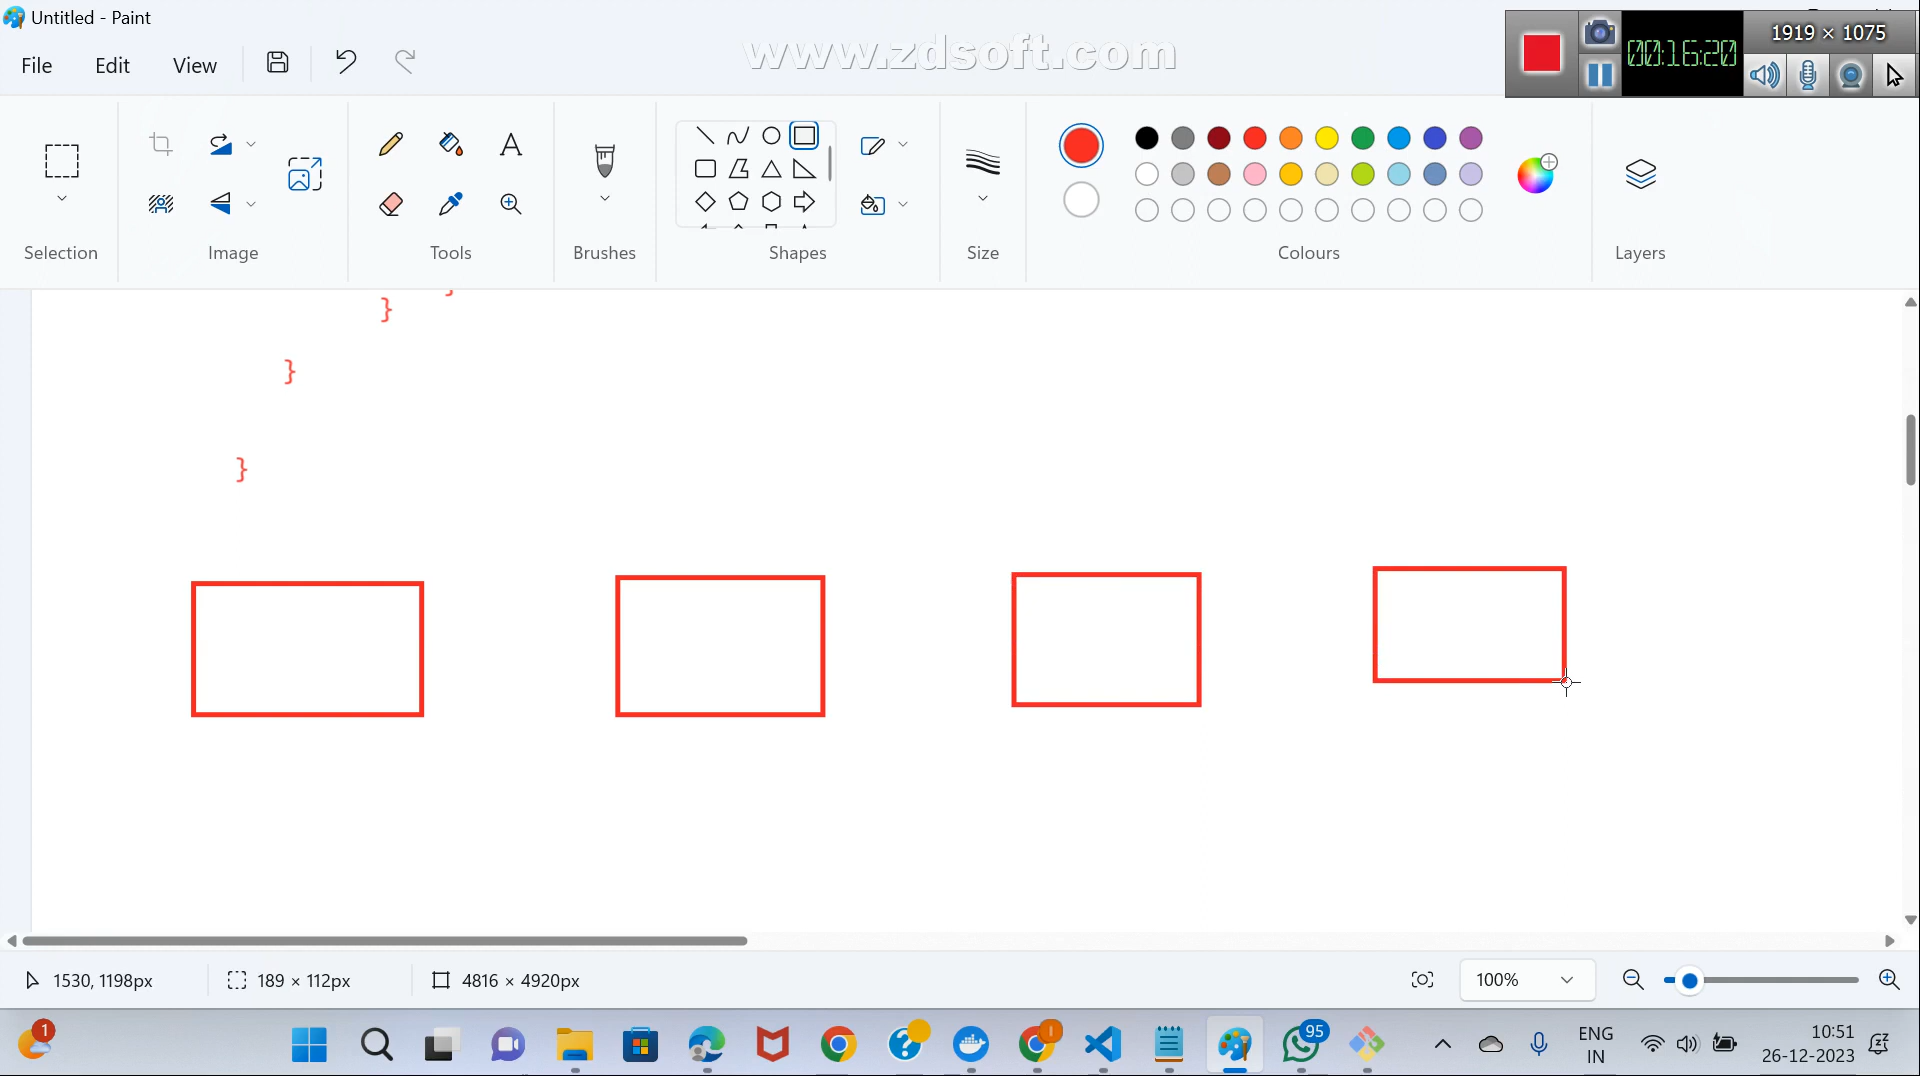 Untitled - Paint
www.zdsoft.com
00:16:20
1919 × 1075
File
Edit
View
Selection
Image
Tools
Brushes
Shapes
Size
Colours
Layers
}
}
}
1530, 1198px
189 × 112px
4816 × 4920px
100%
1
95
ENG
IN
10:51
26-12-2023